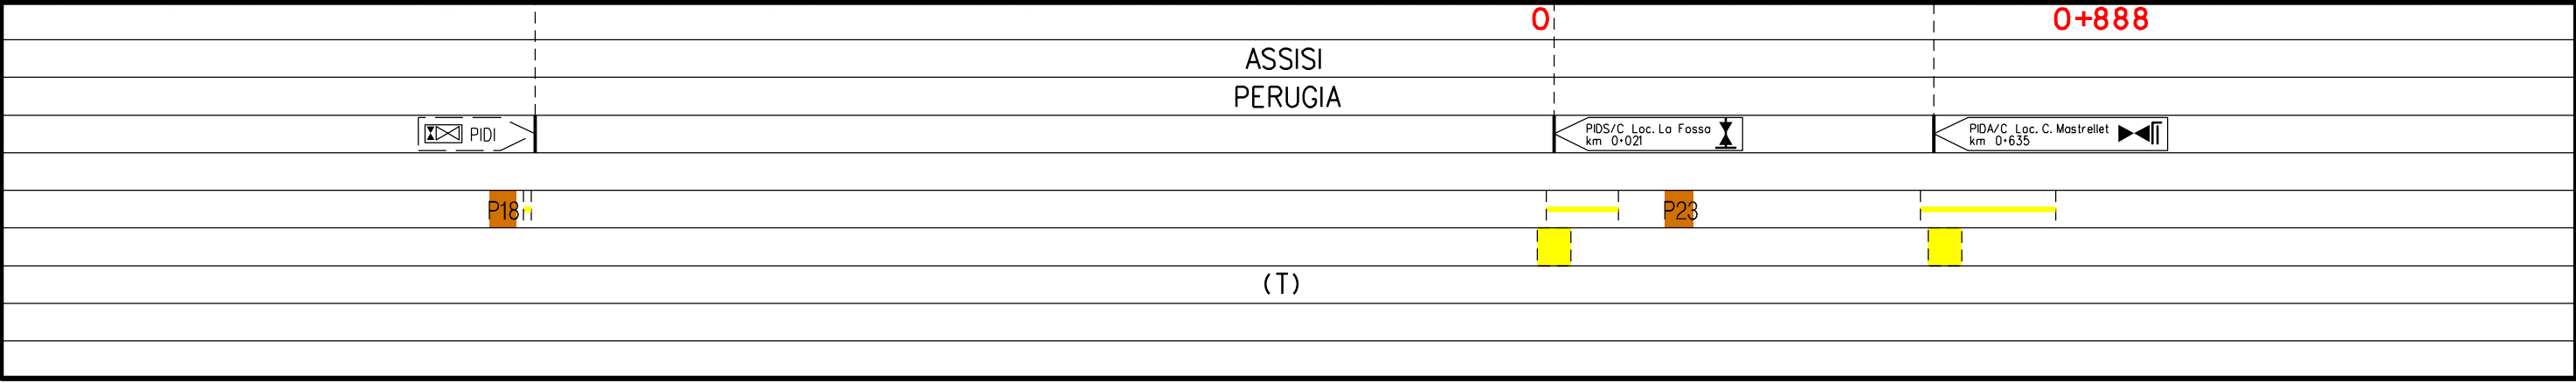 0 0+888
ASSISI
PERUGIA
PIDI
PIDS/C Loc. La Fossa
km 0+021
PIDA/C Loc. C. Mastrellet
km 0+635
P18 P23
(T)